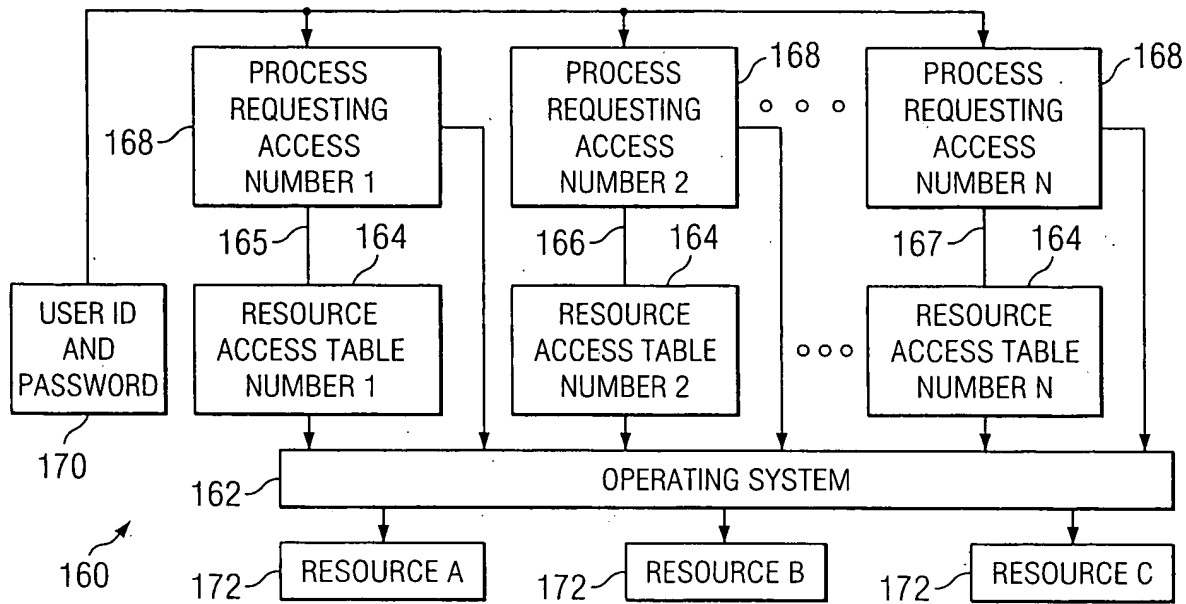 PROCESS
REQUESTING
ACCESS
NUMBER 1
168
PROCESS
REQUESTING
ACCESS
NUMBER 2
168
PROCESS
REQUESTING
ACCESS
NUMBER N
168
165
164
166
164
167
164
USER ID
AND
PASSWORD
170
RESOURCE
ACCESS TABLE
NUMBER 1
RESOURCE
ACCESS TABLE
NUMBER 2
RESOURCE
ACCESS TABLE
NUMBER N
162
OPERATING SYSTEM
160
172
RESOURCE A
172
RESOURCE B
172
RESOURCE C